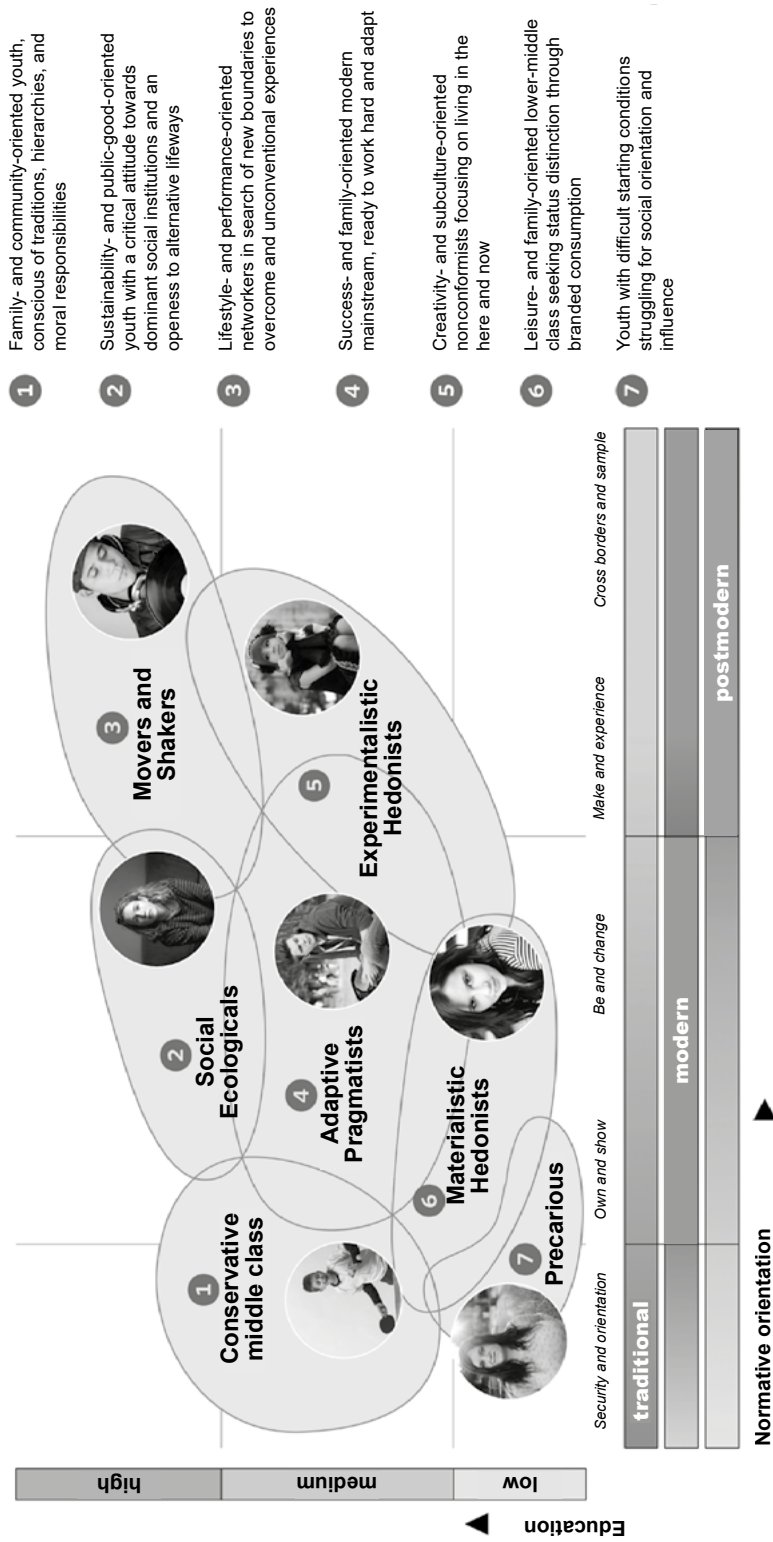 1
Family- and community-oriented youth,
conscious of traditions, hierarchies, and
moral responsibilities
2
Sustainability- and public-good-oriented
youth with a critical attitude towards
dominant social institutions and an
openness to alternative lifeways
3
Lifestyle- and performance-oriented
networkers in search of new boundaries to
overcome and unconventional experiences
4
Success- and family-oriented modern
mainstream, ready to work hard and adapt
5
Creativity- and subculture-oriented
nonconformists focusing on living in the
here and now
6
Leisure- and family-oriented lower-middle
class seeking status distinction through
branded consumption
7
Youth with difficult starting conditions
struggling for social orientation and
influence
3
Movers and
Shakers
2
Social
Ecologicals
1
Conservative
middle class
4
Adaptive
Pragmatists
5
Experimentalistic
Hedonists
6
Materialistic
Hedonists
7
Precarious
high
medium
low
Education
Security and orientation
Own and show
Be and change
Make and experience
Cross borders and sample
traditional
modern
postmodern
Normative orientation